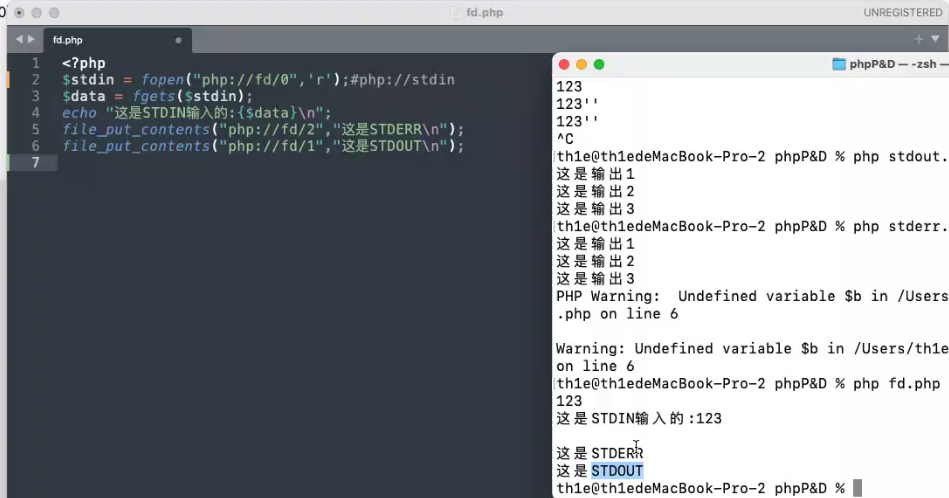 fd.php
UNREGISTERED
fd.php
1 <?php
2 $stdin = fopen("php://fd/0",'r');#php://stdin
3 $data = fgets($stdin);
4 echo "这是STDIN输入的:{$data}\n";
5 file_put_contents("php://fd/2","这是STDERR\n");
6 file_put_contents("php://fd/1","这是STDOUT\n");
7
phpP&D — -zsh —
123
123''
123''
^C
th1e@th1edeMacBook-Pro-2 phpP&D % php stdout.
这是输出1
这是输出2
这是输出3
th1e@th1edeMacBook-Pro-2 phpP&D % php stderr.
这是输出1
这是输出2
这是输出3
PHP Warning:  Undefined variable $b in /Users
.php on line 6
Warning: Undefined variable $b in /Users/th1e
on line 6
th1e@th1edeMacBook-Pro-2 phpP&D % php fd.php
123
这是STDIN输入的:123
这是STDERR
这是STDOUT
th1e@th1edeMacBook-Pro-2 phpP&D %